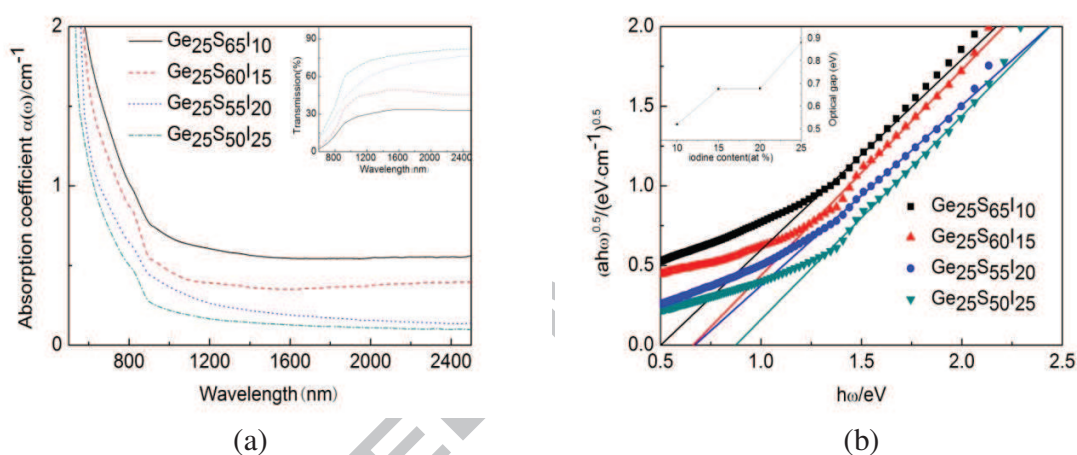 2
1
0
Absorption coefficient α(ω)/cm⁻¹
800 1200 1600 2000 2400
Wavelength(nm)
Ge25S65I10
Ge25S60I15
Ge25S55I20
Ge25S50I25
90
60
30
0
Transmission(%)
800 1200 1600 2000 2400
Wavelength nm
(a)
2.0
1.5
1.0
0.5
0.0
(ahω)^0.5/(eV·cm⁻¹)^0.5
0.5 1.0 1.5 2.0 2.5
hω/eV
0.9
0.8
0.7
0.6
0.5
Optical gap (eV)
10 15 20 25
iodine content(at %)
Ge25S65I10
Ge25S60I15
Ge25S55I20
Ge25S50I25
(b)